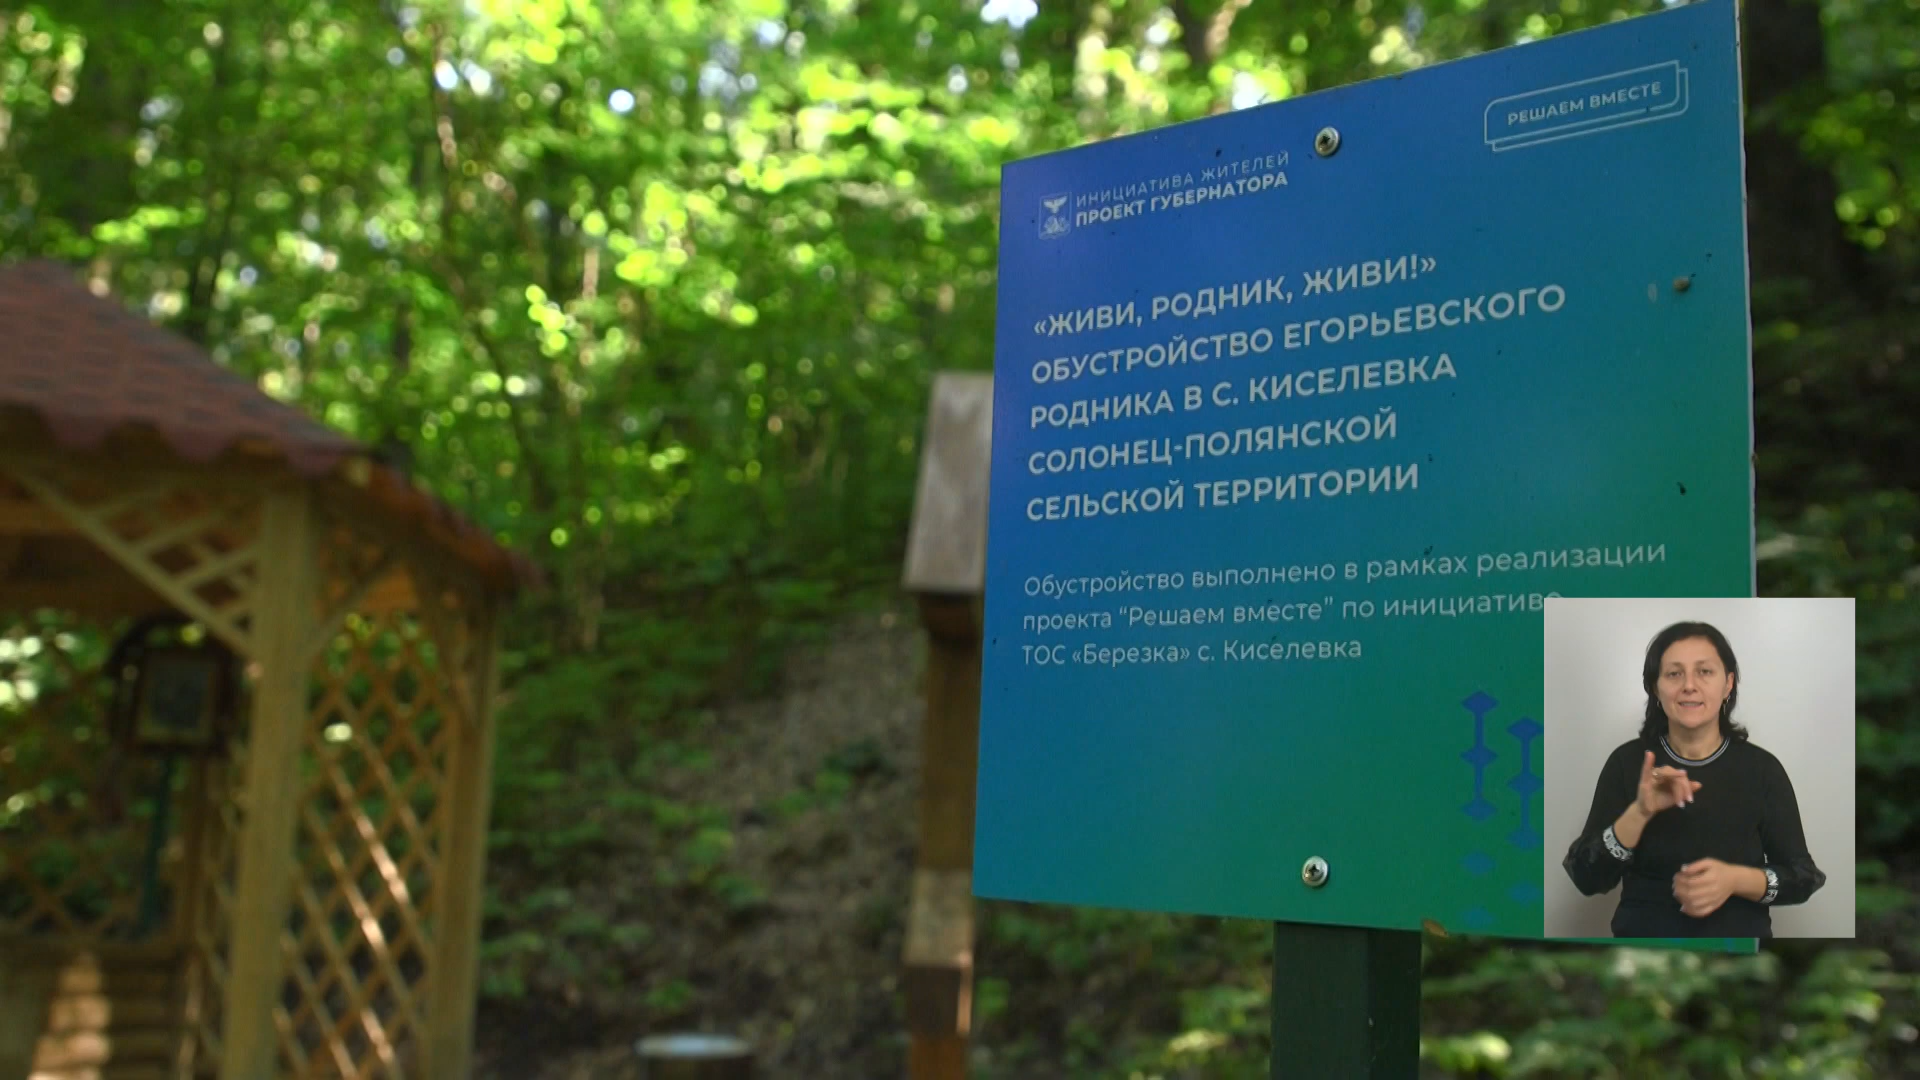 РЕШАЕМ ВМЕСТЕ
ИНИЦИАТИВА ЖИТЕЛЕЙ
ПРОЕКТ ГУБЕРНАТОРА
«ЖИВИ, РОДНИК, ЖИВИ!»
ОБУСТРОЙСТВО ЕГОРЬЕВСКОГО
РОДНИКА В С. КИСЕЛЕВКА
СОЛОНЕЦ-ПОЛЯНСКОЙ
СЕЛЬСКОЙ ТЕРРИТОРИИ
Обустройство выполнено в рамках реализации
проекта “Решаем вместе” по инициативе
ТОС «Березка» с. Киселевка